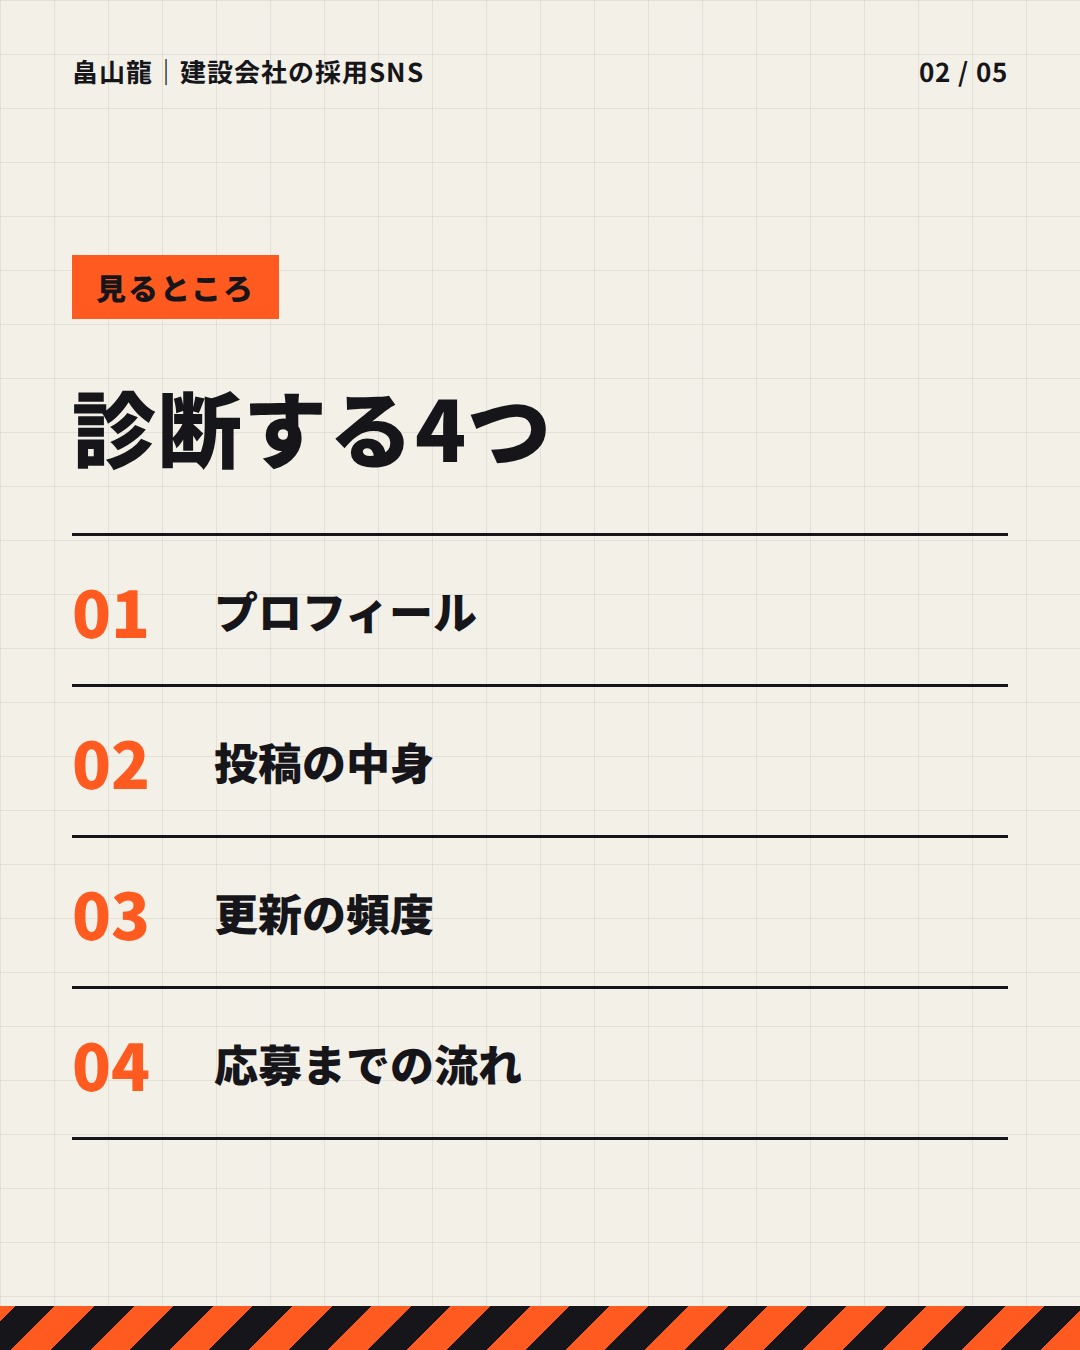 畠山龍｜建設会社の採用SNS
02 / 05
見るところ
診断する4つ
01 プロフィール
02 投稿の中身
03 更新の頻度
04 応募までの流れ